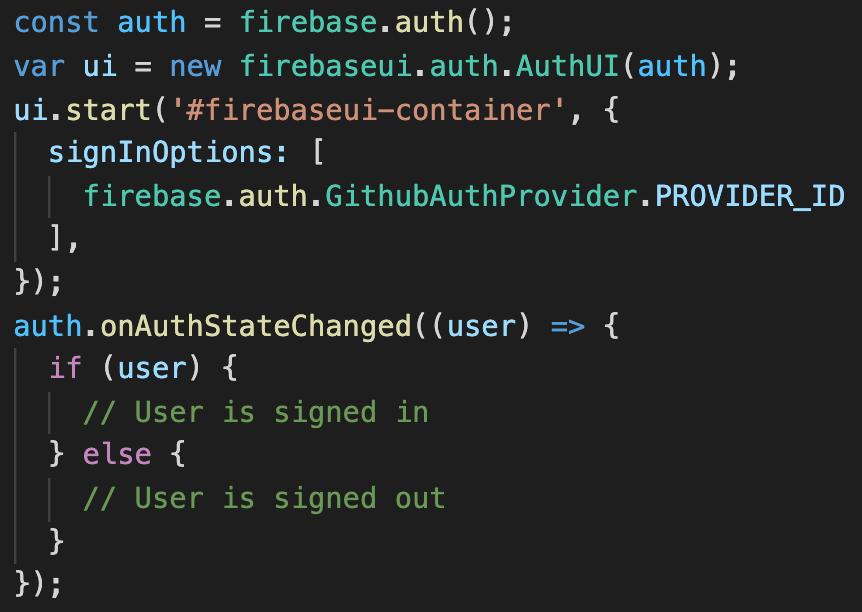 const auth = firebase.auth();
var ui = new firebaseui.auth.AuthUI(auth);
ui.start('#firebaseui-container', {
  signInOptions: [
    firebase.auth.GithubAuthProvider.PROVIDER_ID
  ],
});
auth.onAuthStateChanged((user) => {
  if (user) {
    // User is signed in
  } else {
    // User is signed out
  }
});